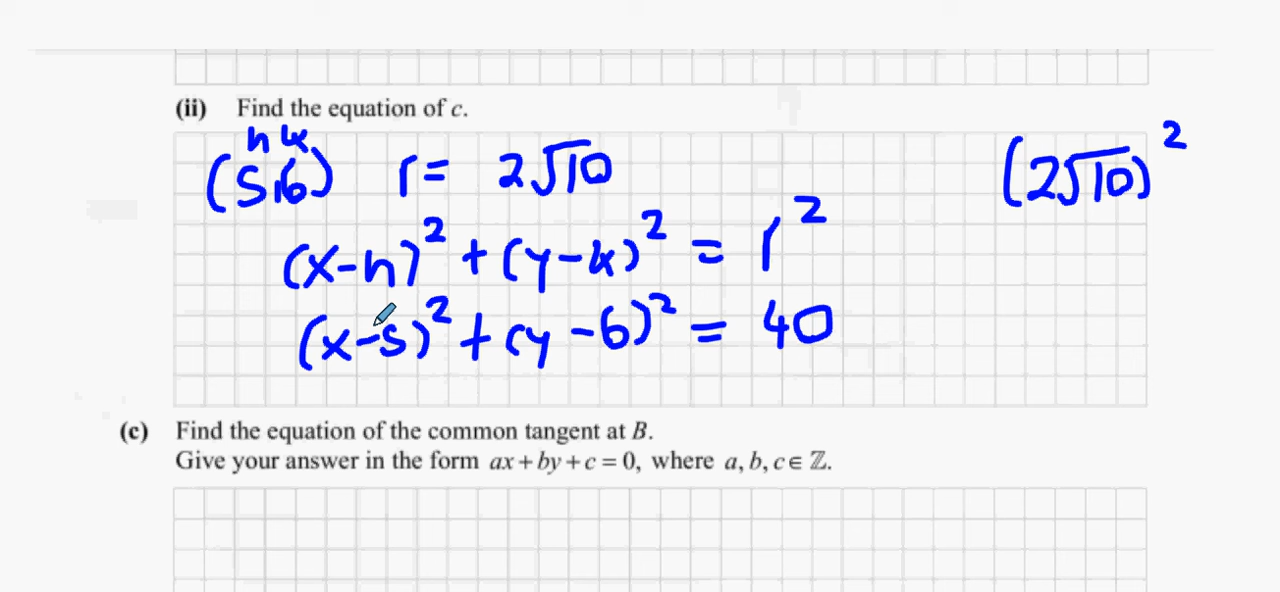 (ii) Find the equation of c.
h k
(5,6) r = 2√10 (2√10)²
(x-h)² + (y-k)² = r²
(x-5)² + (y-6)² = 40
(c) Find the equation of the common tangent at B.
Give your answer in the form ax+by+c=0, where a, b, c∈ ℤ.